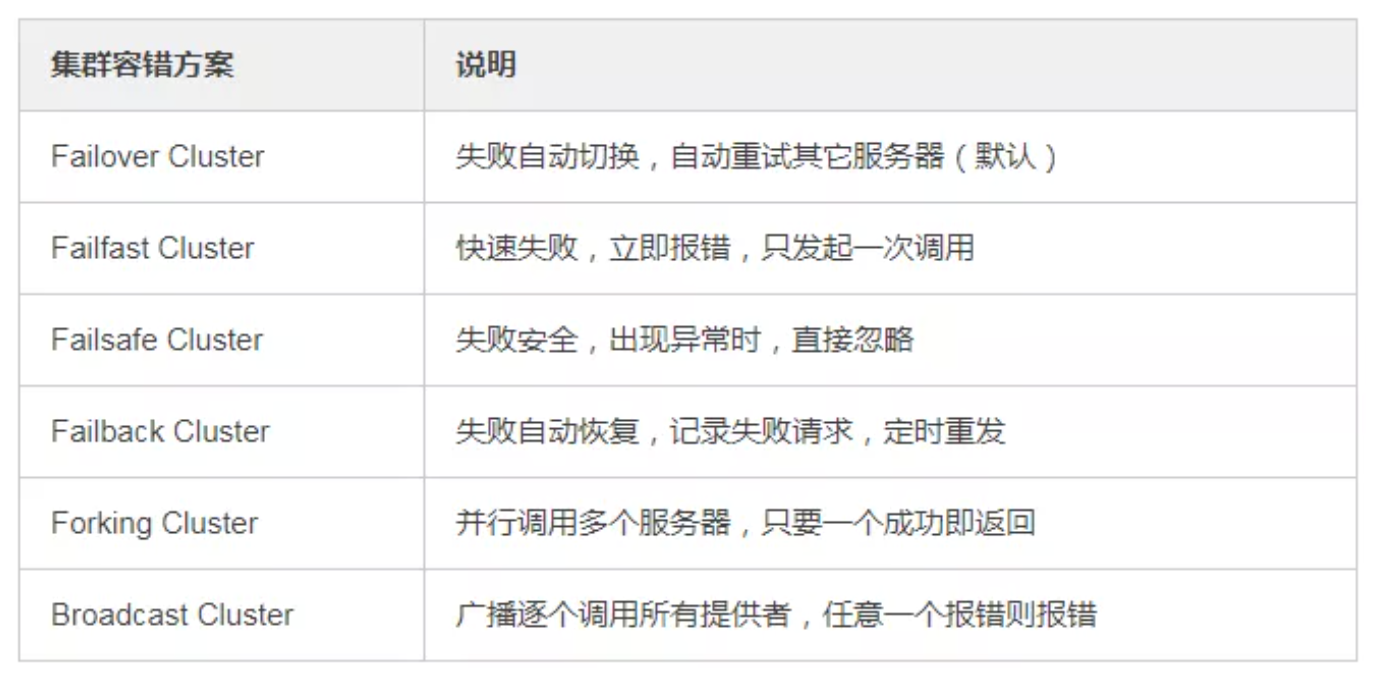 集群容错方案 说明
Failover Cluster 失败自动切换，自动重试其它服务器（默认）
Failfast Cluster 快速失败，立即报错，只发起一次调用
Failsafe Cluster 失败安全，出现异常时，直接忽略
Failback Cluster 失败自动恢复，记录失败请求，定时重发
Forking Cluster 并行调用多个服务器，只要一个成功即返回
Broadcast Cluster 广播逐个调用所有提供者，任意一个报错则报错